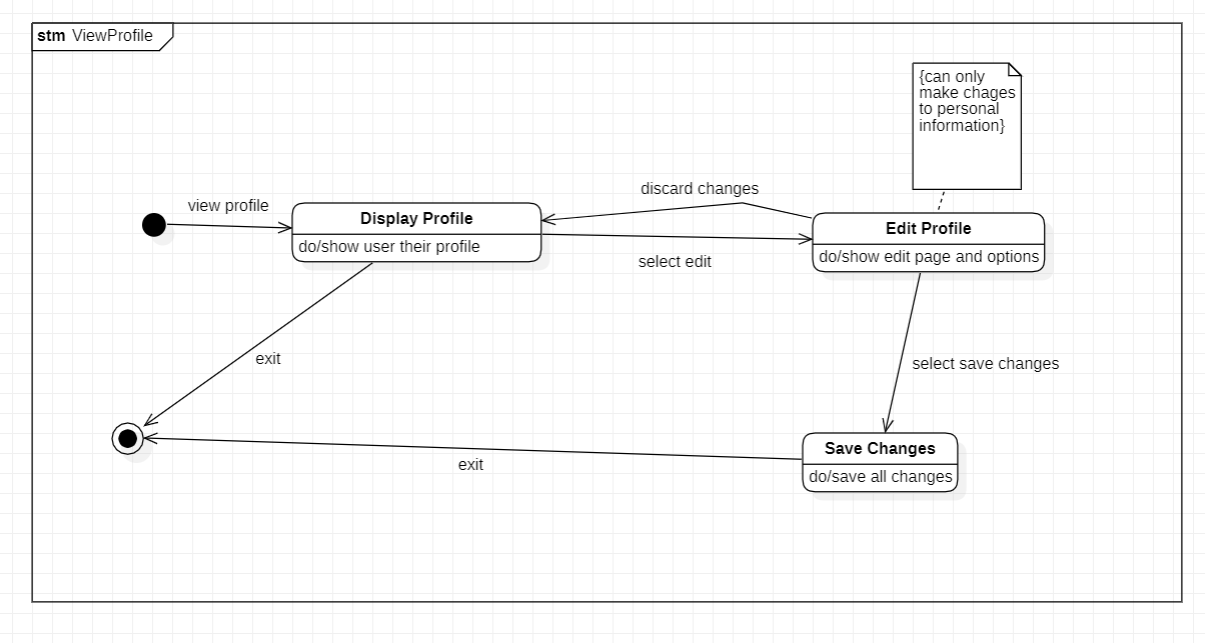 stm ViewProfile
{can only
make chages
to personal
information}
view profile
discard changes
Display Profile
do/show user their profile
Edit Profile
do/show edit page and options
select edit
exit
select save changes
Save Changes
do/save all changes
exit